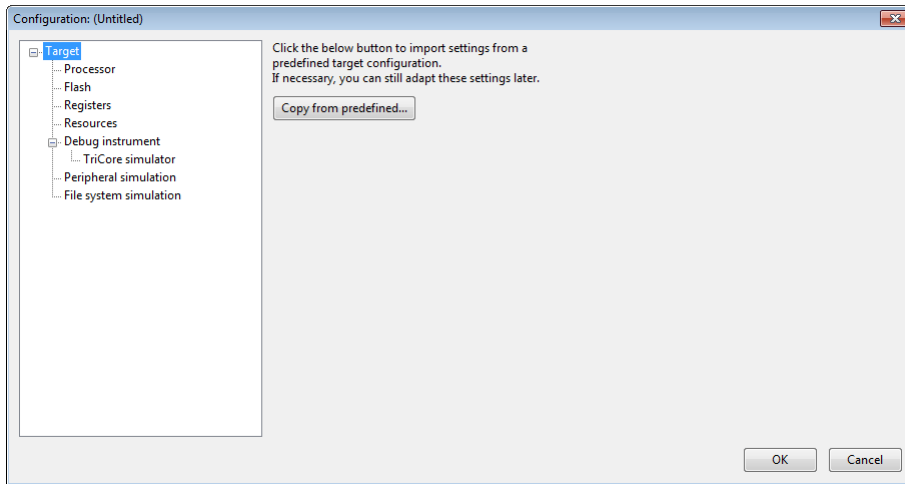 Configuration: (Untitled)
Target
Processor
Flash
Registers
Resources
Debug instrument
TriCore simulator
Peripheral simulation
File system simulation
Click the below button to import settings from a
predefined target configuration.
If necessary, you can still adapt these settings later.
Copy from predefined...
OK
Cancel